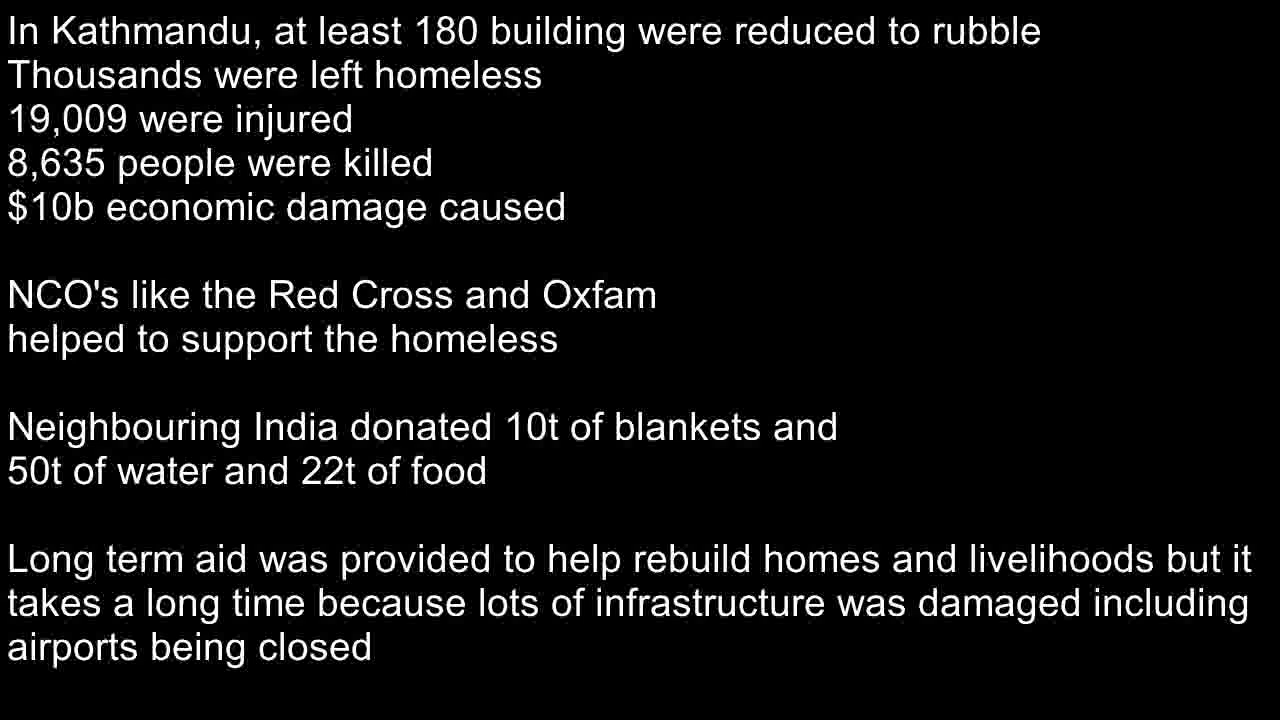 In Kathmandu, at least 180 building were reduced to rubble
Thousands were left homeless
19,009 were injured
8,635 people were killed
$10b economic damage caused
NCO's like the Red Cross and Oxfam
helped to support the homeless
Neighbouring India donated 10t of blankets and
50t of water and 22t of food
Long term aid was provided to help rebuild homes and livelihoods but it
takes a long time because lots of infrastructure was damaged including
airports being closed